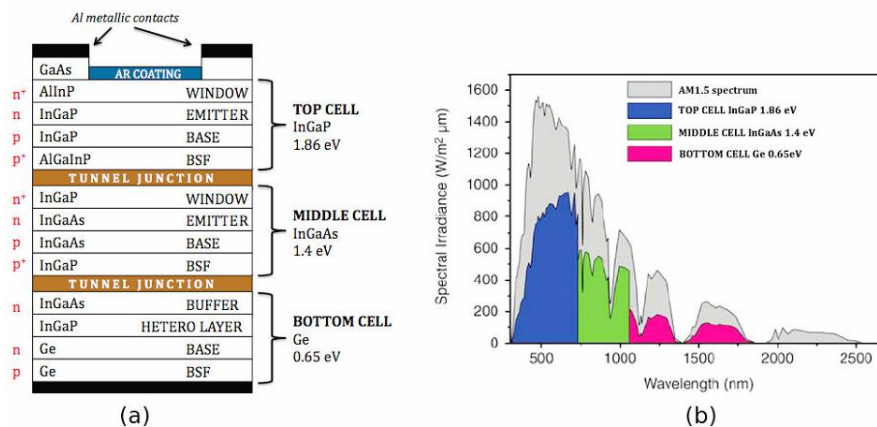 Al metallic contacts
GaAs
AR COATING
n⁺ AlInP WINDOW
n InGaP EMITTER
p InGaP BASE
p⁺ AlGaInP BSF
TOP CELL
InGaP
1.86 eV
TUNNEL JUNCTION
n⁺ InGaP WINDOW
n InGaAs EMITTER
p InGaAs BASE
p⁺ InGaP BSF
MIDDLE CELL
InGaAs
1.4 eV
TUNNEL JUNCTION
n InGaAs BUFFER
InGaP HETERO LAYER
n Ge BASE
p Ge BSF
BOTTOM CELL
Ge
0.65 eV
(a)
Spectral Irradiance (W/m² µm)
1600
1400
1200
1000
800
600
400
200
0
AM1.5 spectrum
TOP CELL InGaP 1.86 eV
MIDDLE CELL InGaAs 1.4 eV
BOTTOM CELL Ge 0.65eV
500 1000 1500 2000 2500
Wavelength (nm)
(b)